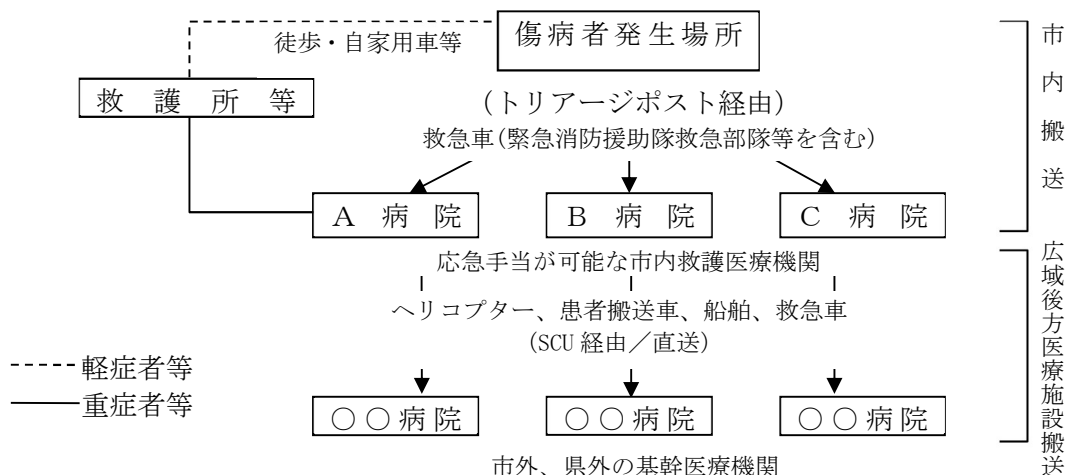 傷病者発生場所
徒歩・自家用車等
救護所等
(トリアージポスト経由)
救急車(緊急消防援助隊救急部隊等を含む)
A 病院
B 病院
C 病院
市内搬送
応急手当が可能な市内救護医療機関
ヘリコプター、患者搬送車、船舶、救急車
(SCU 経由／直送)
軽症者等
重症者等
○○病院
○○病院
○○病院
広域後方医療施設搬送
市外、県外の基幹医療機関